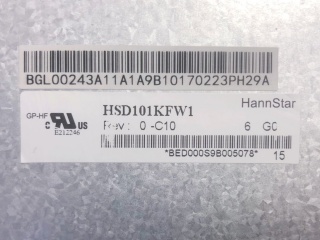 BGL00243A11A1A9B10170223PH29A
HSD101KFW1
HannStar
GP-HF
Rev: 0 -C10
6 G0
E212246
*BED000S9B005078*
15